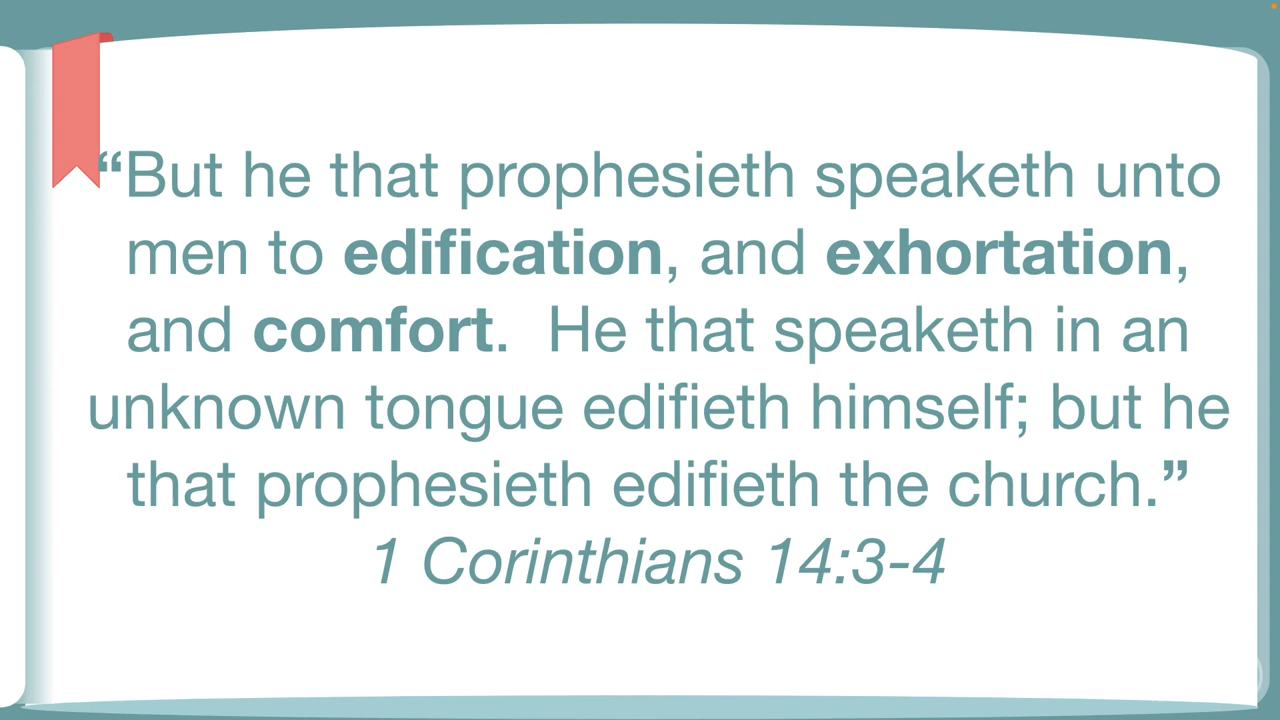 “But he that prophesieth speaketh unto
men to edification, and exhortation,
and comfort.  He that speaketh in an
unknown tongue edifieth himself; but he
that prophesieth edifieth the church.”
1 Corinthians 14:3-4